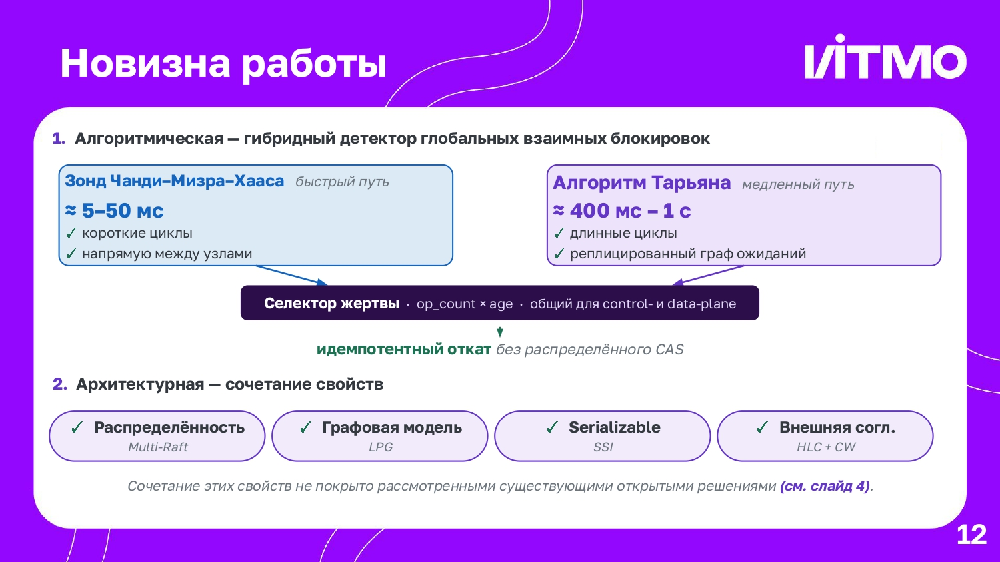 Новизна работы
ИТМО
1. Алгоритмическая — гибридный детектор глобальных взаимных блокировок
Зонд Чанди–Мизра–Хааса быстрый путь
≈ 5–50 мс
✓ короткие циклы
✓ напрямую между узлами
Алгоритм Тарьяна медленный путь
≈ 400 мс – 1 с
✓ длинные циклы
✓ реплицированный граф ожиданий
Селектор жертвы · op_count × age · общий для control- и data-plane
идемпотентный откат без распределённого CAS
2. Архитектурная — сочетание свойств
✓ Распределённость
Multi-Raft
✓ Графовая модель
LPG
✓ Serializable
SSI
✓ Внешняя согл.
HLC + CW
Сочетание этих свойств не покрыто рассмотренными существующими открытыми решениями (см. слайд 4).
12